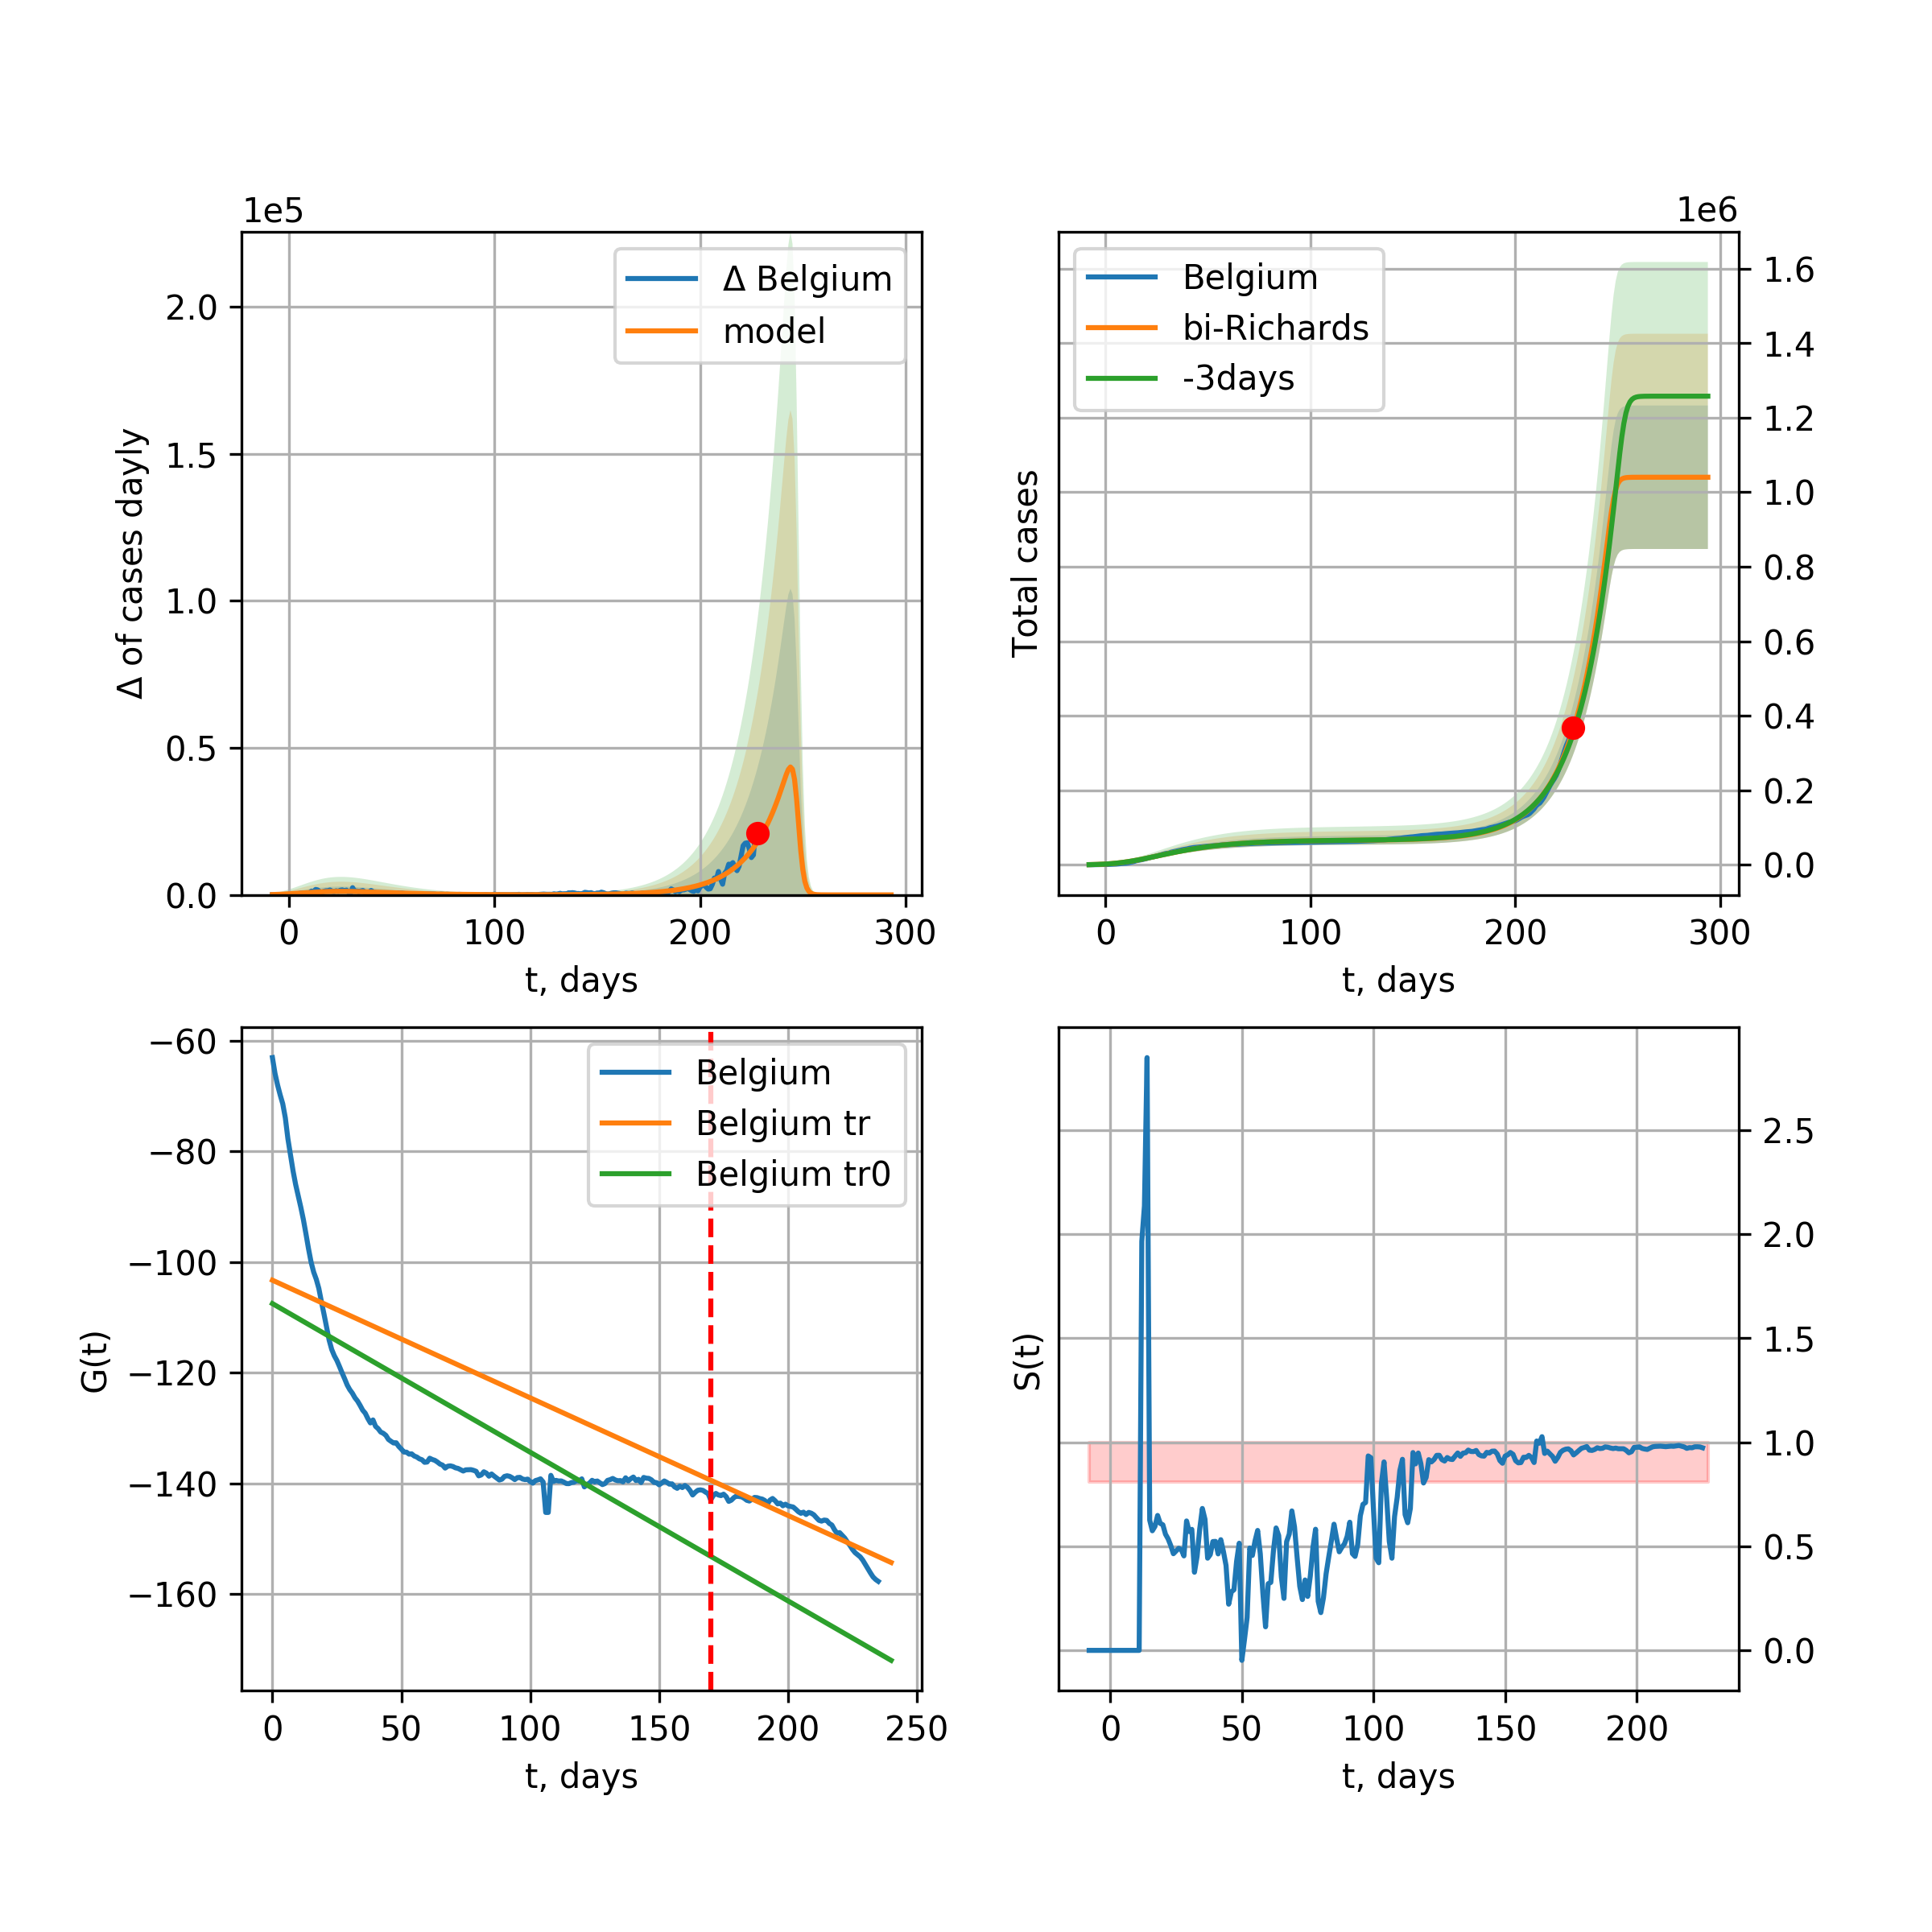 1e5
Δ of cases dayly
2.0
1.5
1.0
0.5
0.0
0 100 200 300
t, days
Δ Belgium
model
1e6
Total cases
1.6
1.4
1.2
1.0
0.8
0.6
0.4
0.2
0.0
0 100 200 300
t, days
Belgium
bi-Richards
-3days
G(t)
−60
−80
−100
−120
−140
−160
0 50 100 150 200 250
t, days
Belgium
Belgium tr
Belgium tr0
S(t)
2.5
2.0
1.5
1.0
0.5
0.0
0 50 100 150 200
t, days